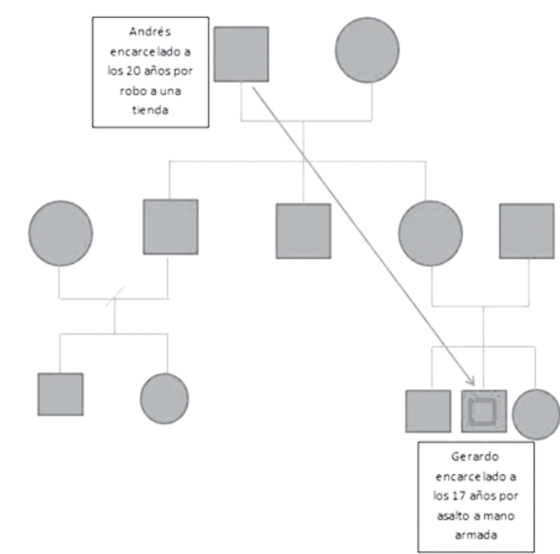 Andrés
encarcelado a
los 20 años por
robo a una
tienda
Gerardo
encarcelado a
los 17 años por
asalto a mano
armada